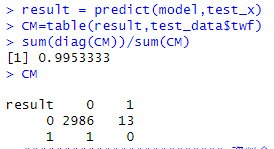 > result = predict(model,test_x)
> CM=table(result,test_data$twf)
> sum(diag(CM))/sum(CM)
[1] 0.9953333
> CM
result 0 1
0 2986 13
1 1 0